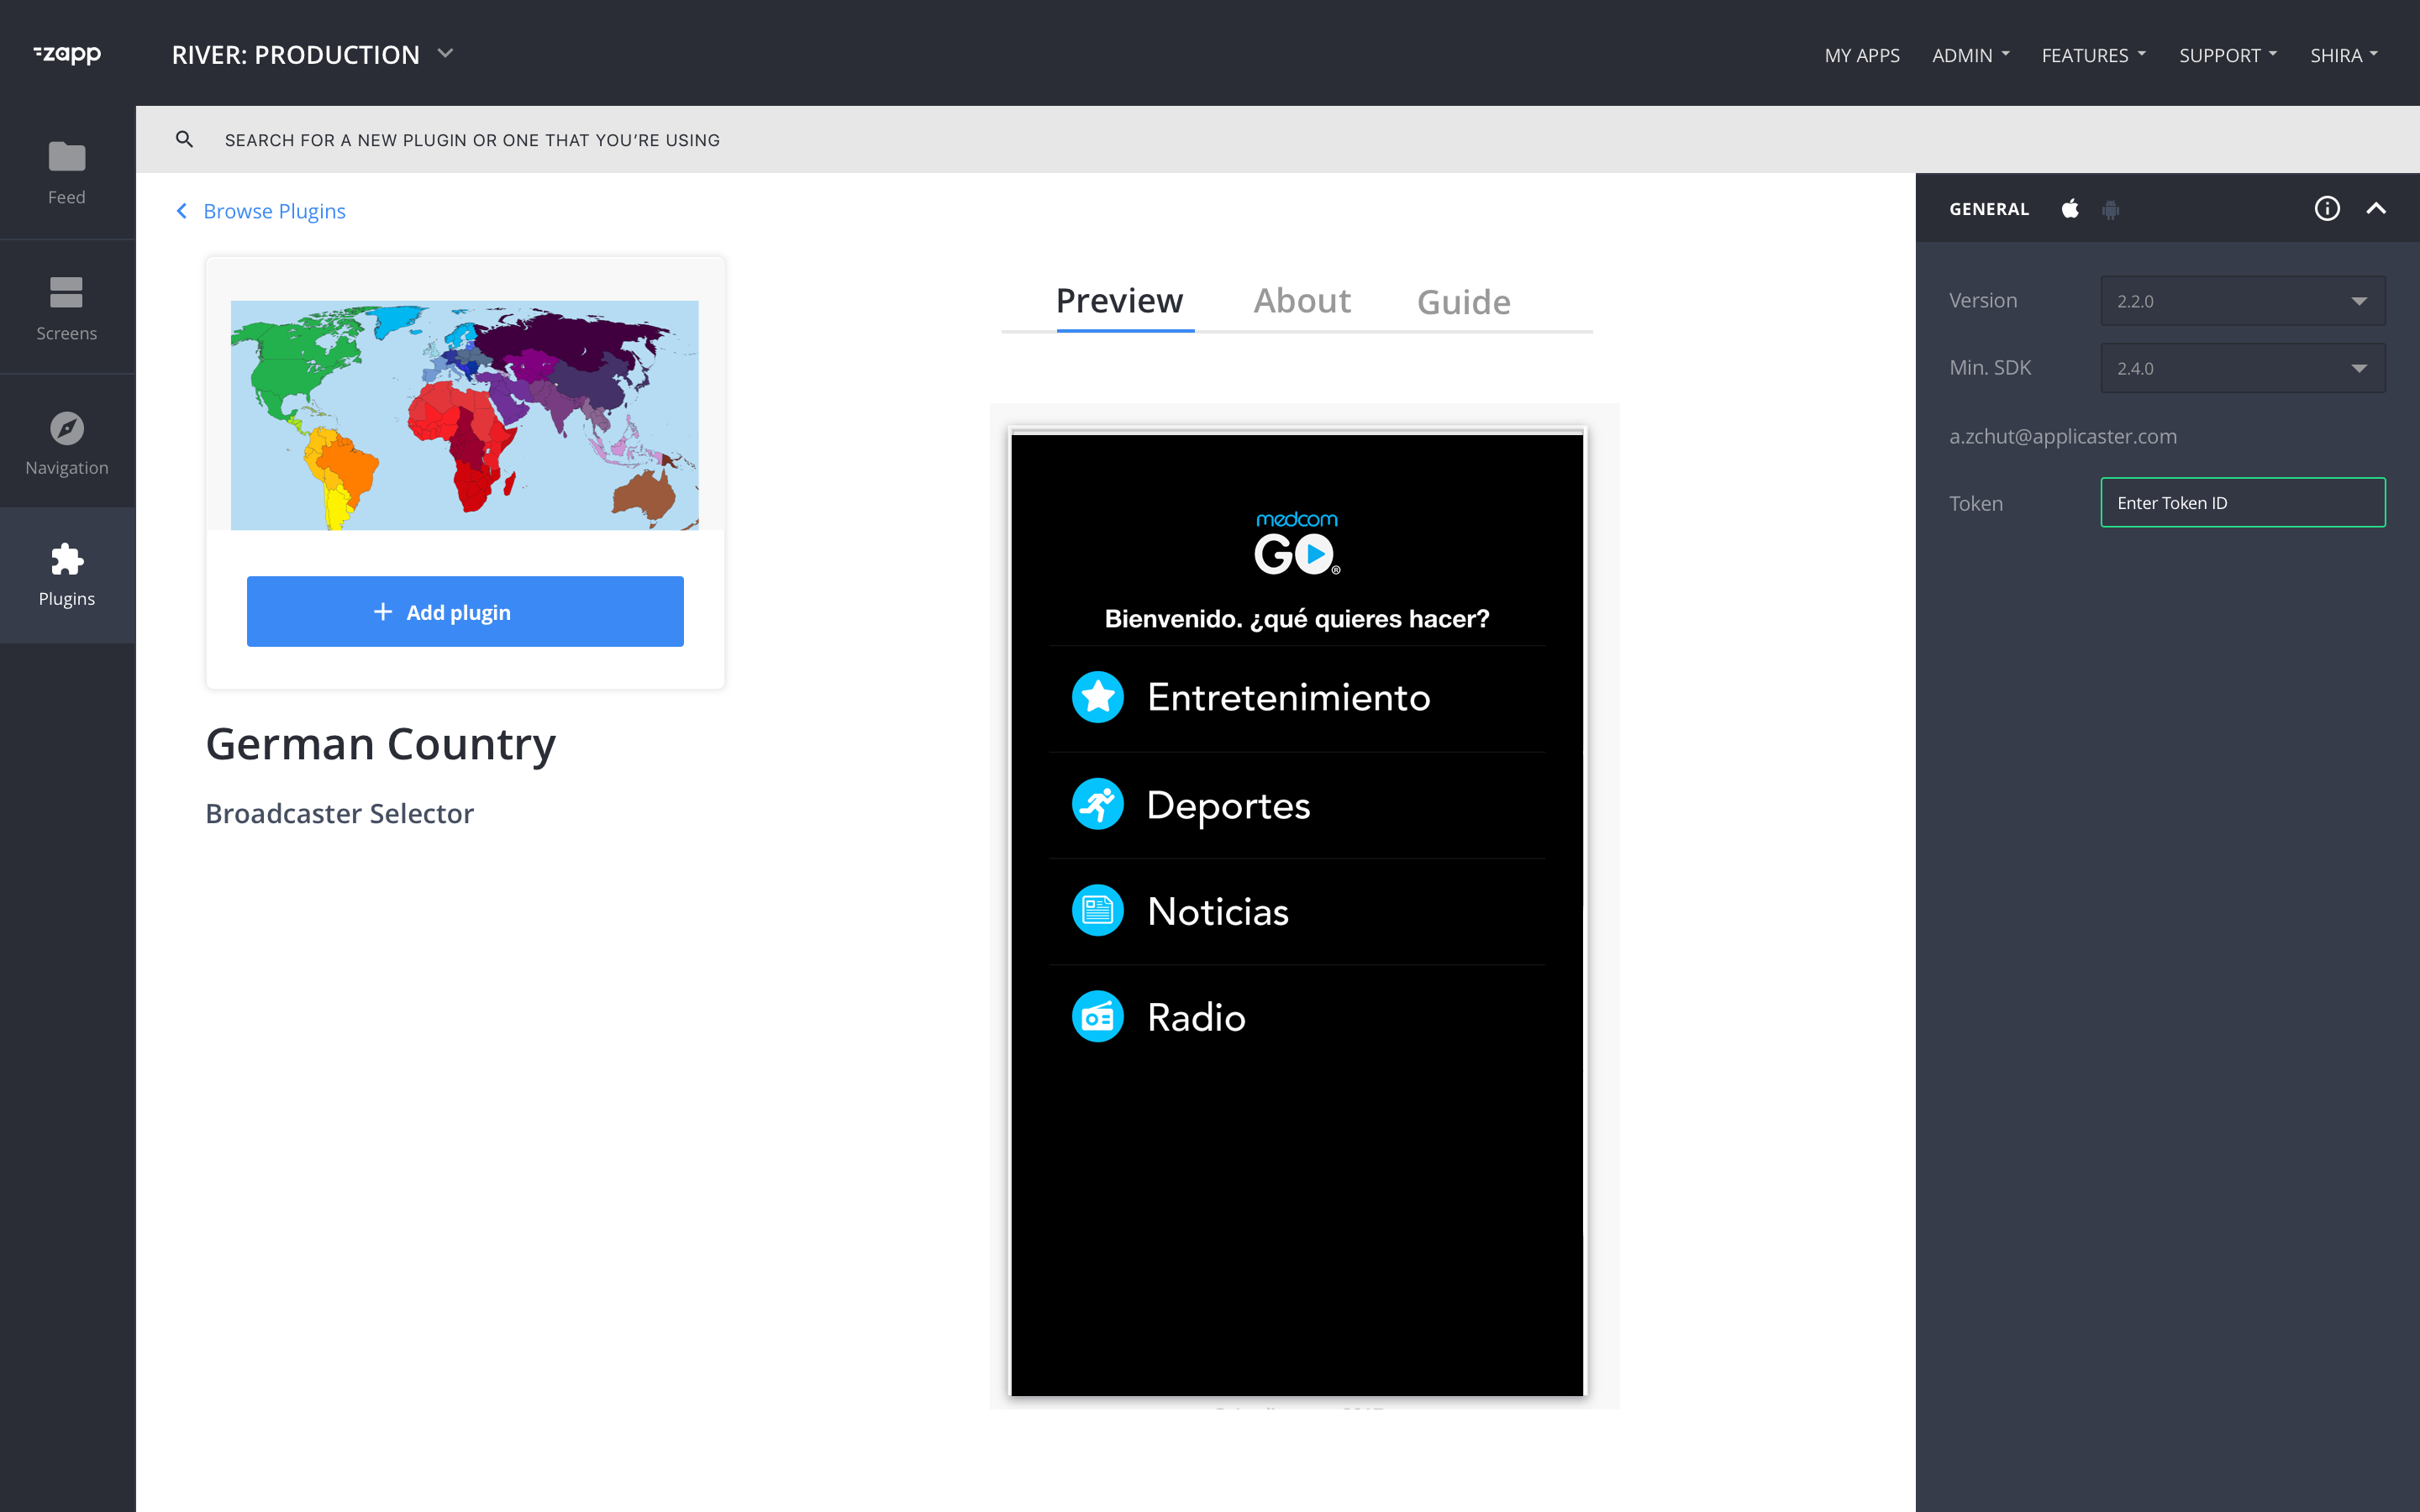 zapp
RIVER: PRODUCTION
MY APPS
ADMIN
FEATURES
SUPPORT
SHIRA
SEARCH FOR A NEW PLUGIN OR ONE THAT YOU’RE USING
Feed
Screens
Navigation
Plugins
Browse Plugins
Add plugin
German Country
Broadcaster Selector
Preview
About
Guide
medcom
GO®
Bienvenido. ¿qué quieres hacer?
Entretenimiento
Deportes
Noticias
Radio
GENERAL
Version
2.2.0
Min. SDK
2.4.0
a.zchut@applicaster.com
Token
Enter Token ID